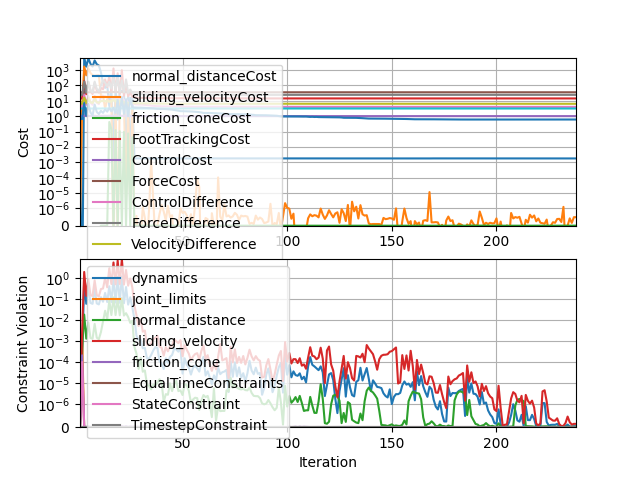 Cost
10³
10²
10¹
10⁰
10⁻¹
10⁻²
10⁻³
10⁻⁴
10⁻⁵
10⁻⁶
0
normal_distanceCost
sliding_velocityCost
friction_coneCost
FootTrackingCost
ControlCost
ForceCost
ControlDifference
ForceDifference
VelocityDifference
50 100 150 200
Constraint Violation
10⁰
10⁻¹
10⁻²
10⁻³
10⁻⁴
10⁻⁵
10⁻⁶
0
dynamics
joint_limits
normal_distance
sliding_velocity
friction_cone
EqualTimeConstraints
StateConstraint
TimestepConstraint
50 100 150 200
Iteration